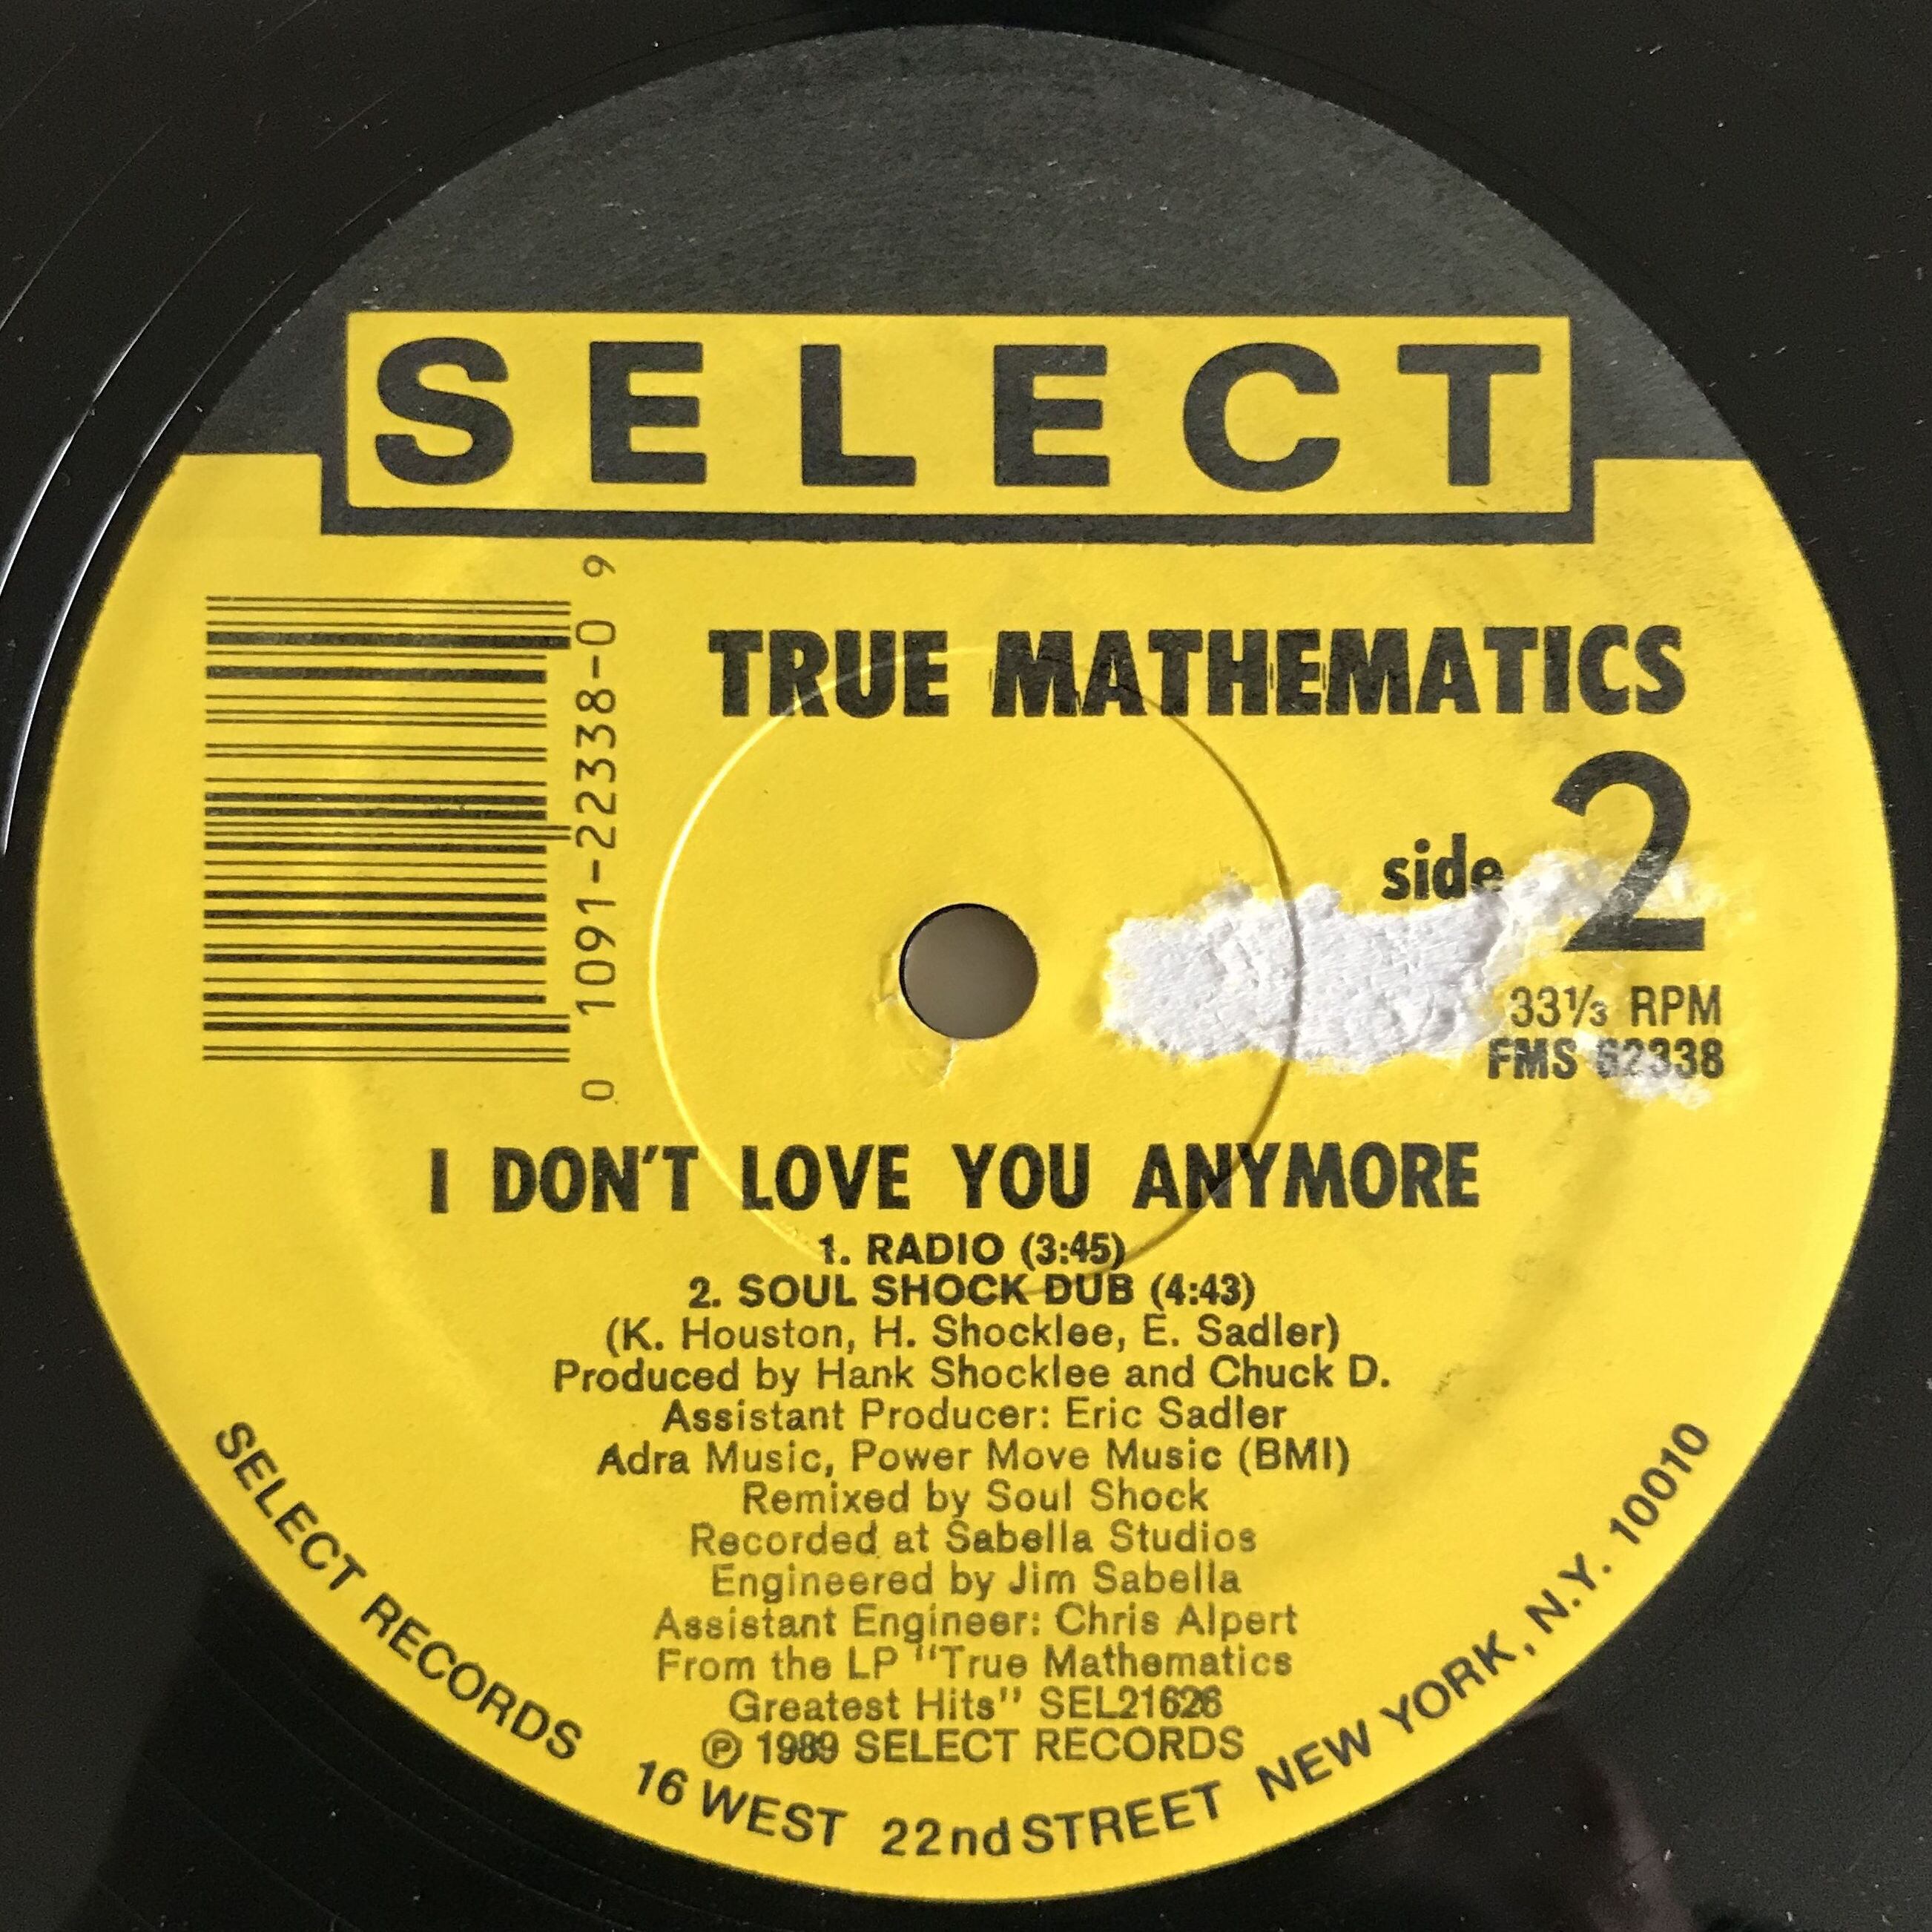 SELECT
9
0 1091-22338-0
TRUE MATHEMATICS
side 2
33⅓ RPM
FMS 62338
I DON'T LOVE YOU ANYMORE
1. RADIO (3:45)
2. SOUL SHOCK DUB (4:43)
(K. Houston, H. Shocklee, E. Sadler)
Produced by Hank Shocklee and Chuck D.
Assistant Producer: Eric Sadler
Adra Music, Power Move Music (BMI)
Remixed by Soul Shock
Recorded at Sabella Studios
Engineered by Jim Sabella
Assistant Engineer: Chris Alpert
From the LP "True Mathematics
Greatest Hits" SEL21626
℗ 1989 SELECT RECORDS
SELECT RECORDS 16 WEST 22nd STREET NEW YORK, N.Y. 10010